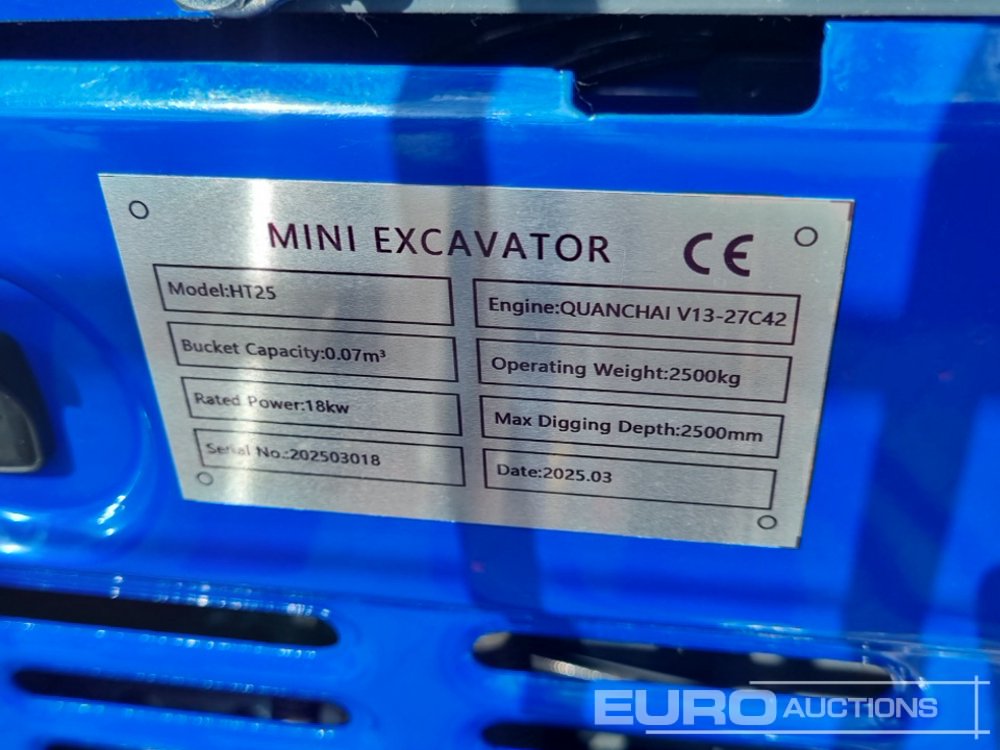 MINI EXCAVATOR CE
Model:HT25
Engine:QUANCHAI V13-27C42
Bucket Capacity:0.07m³
Operating Weight:2500kg
Rated Power:18kw
Max Digging Depth:2500mm
Serial No.:202503018
Date:2025.03
EURO AUCTIONS